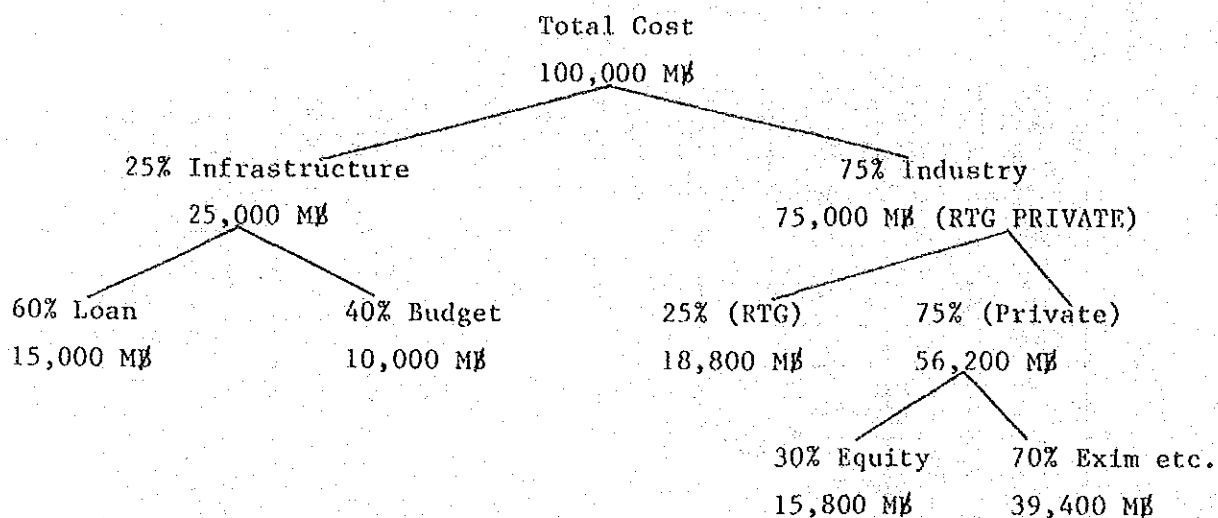 Total Cost
100,000 M฿
25% Infrastructure 75% Industry
25,000 M฿ 75,000 M฿ (RTG PRIVATE)
60% Loan 40% Budget 25% (RTG) 75% (Private)
15,000 M฿ 10,000 M฿ 18,800 M฿ 56,200 M฿
30% Equity 70% Exim etc.
15,800 M฿ 39,400 M฿